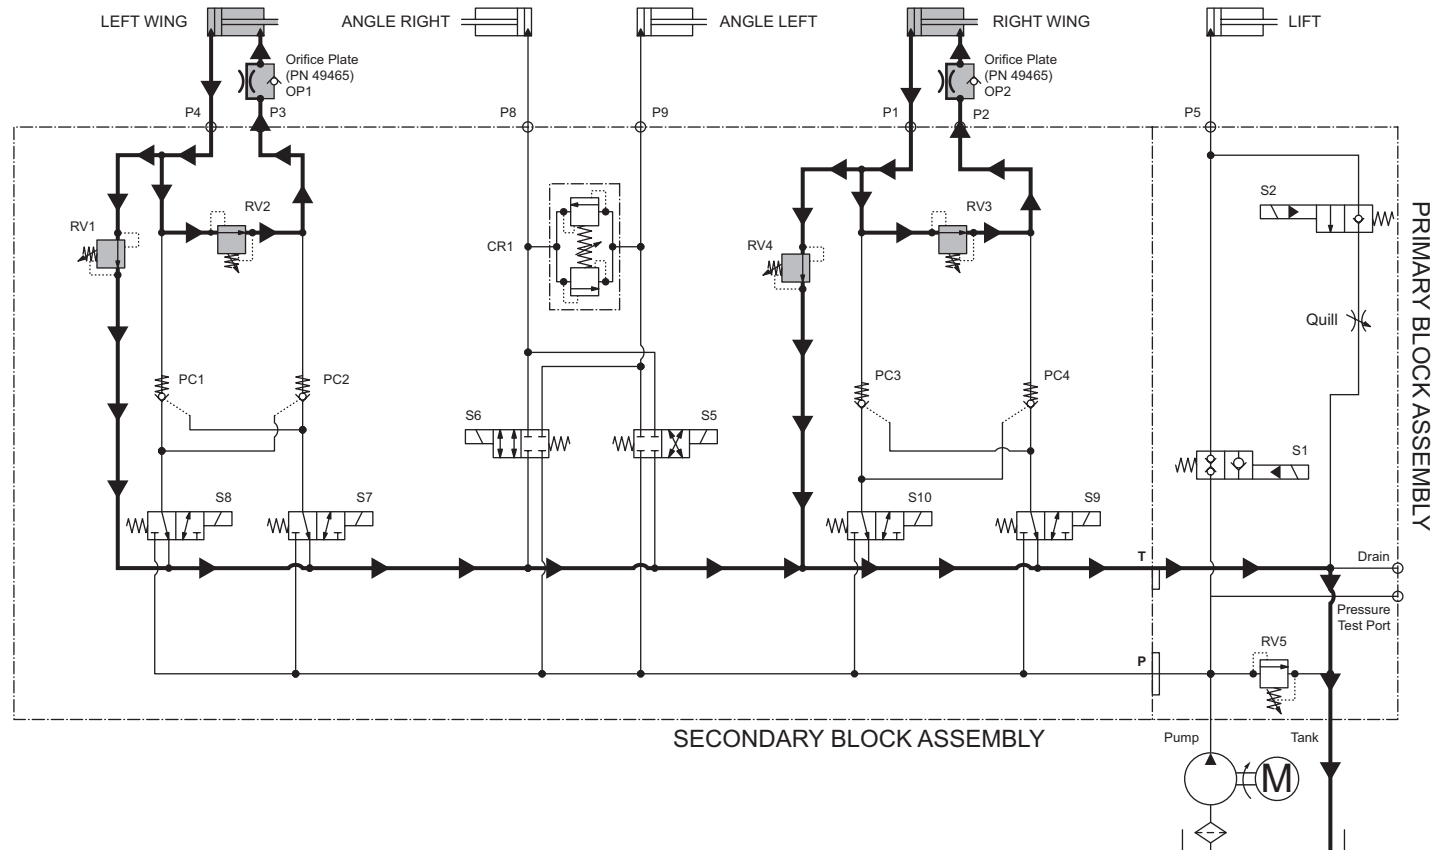 LEFT WING
ANGLE RIGHT
ANGLE LEFT
RIGHT WING
LIFT
Orifice Plate
(PN 49465)
OP1
Orifice Plate
(PN 49465)
OP2
P4
P3
P8
P9
P1
P2
P5
S2
RV1
RV2
CR1
RV4
RV3
Quill
PC1
PC2
PC3
PC4
S6
S5
S1
S8
S7
S10
S9
T
Drain
Pressure
Test Port
RV5
P
SECONDARY BLOCK ASSEMBLY
PRIMARY BLOCK ASSEMBLY
Pump
Tank
M